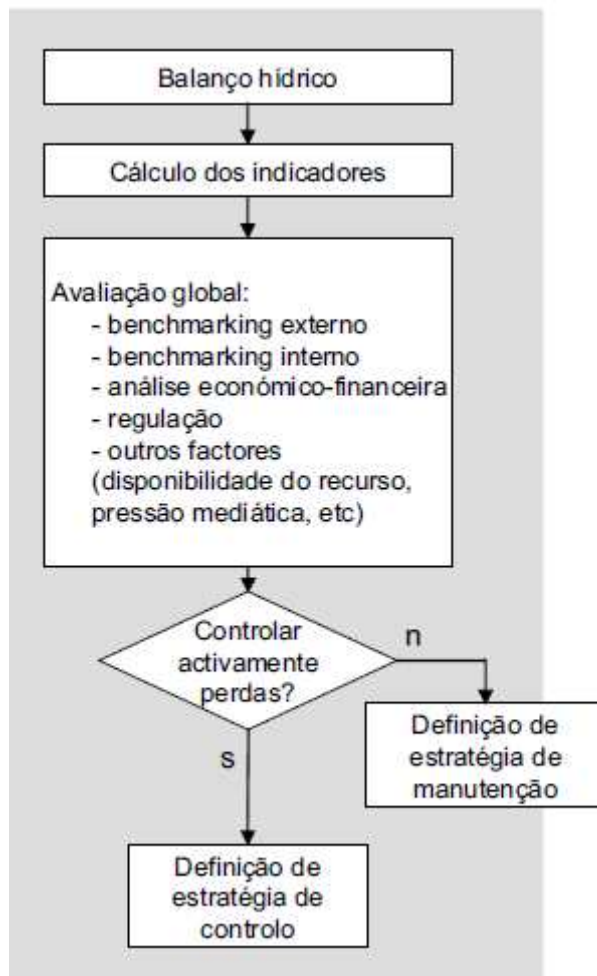 Balanço hídrico
Cálculo dos indicadores
Avaliação global:
- benchmarking externo
- benchmarking interno
- análise económico-financeira
- regulação
- outros factores
(disponibilidade do recurso,
pressão mediática, etc)
Controlar
activamente
perdas?
n
Definição de
estratégia de
manutenção
s
Definição de
estratégia de
controlo